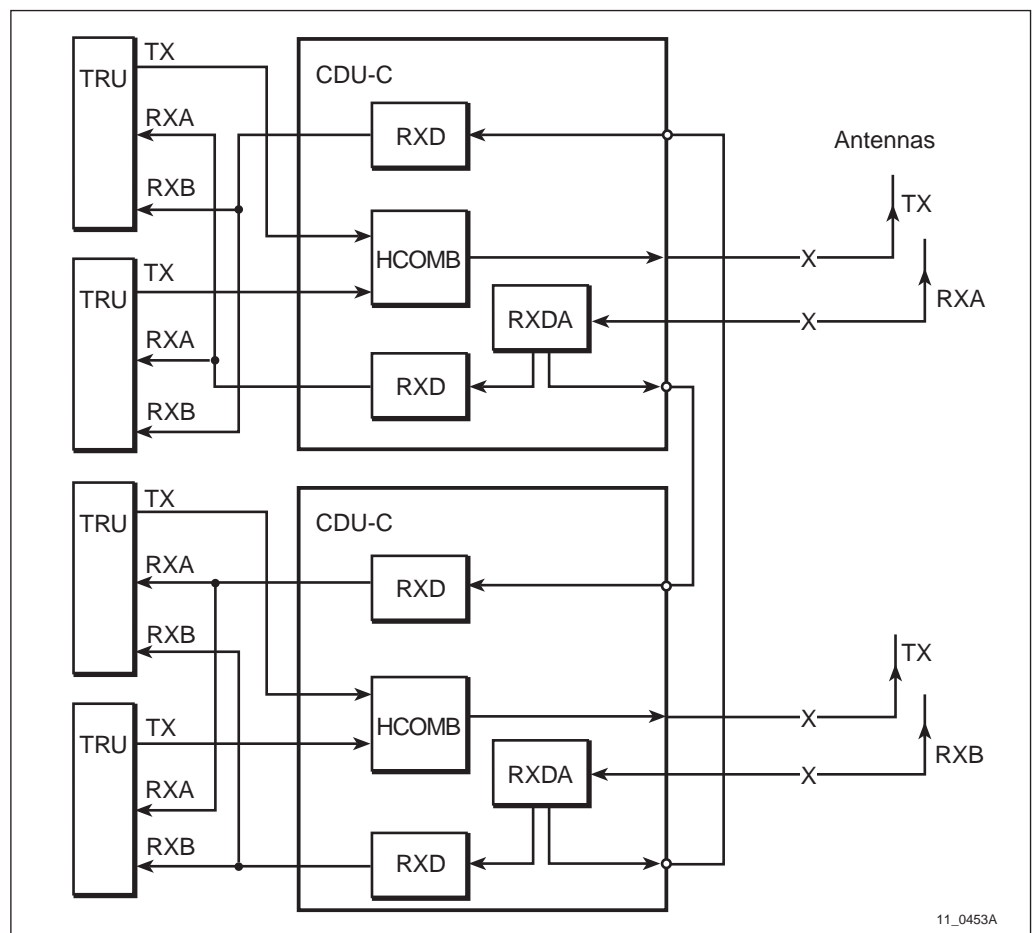 TRU
TX
RXA
RXB
TRU
TX
RXA
RXB
CDU-C
RXD
HCOMB
RXDA
RXD
Antennas
TX
X
RXA
X
TRU
TX
RXA
RXB
TRU
TX
RXA
RXB
CDU-C
RXD
HCOMB
RXDA
RXD
TX
X
RXB
X
11_0453A